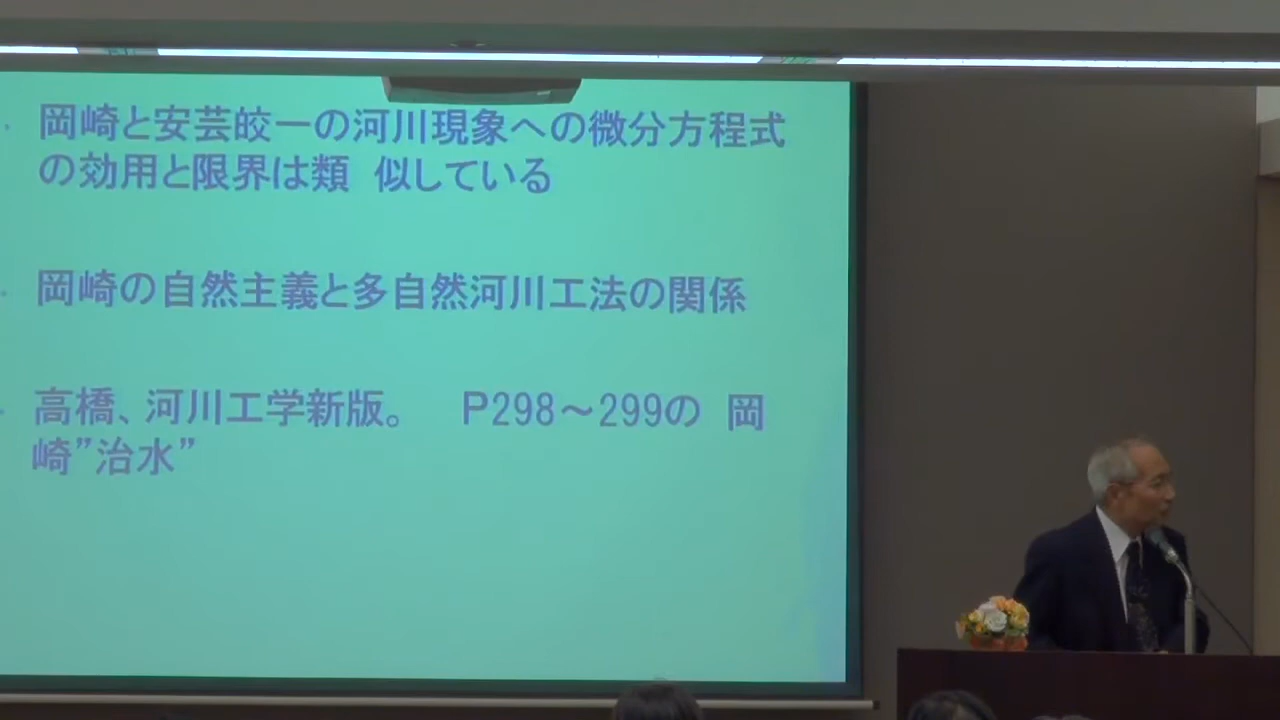 ・岡崎と安芸皎一の河川現象への微分方程式
の効用と限界は類 似している
・岡崎の自然主義と多自然河川工法の関係
・高橋、河川工学新版。 P298～299の 岡
崎”治水”